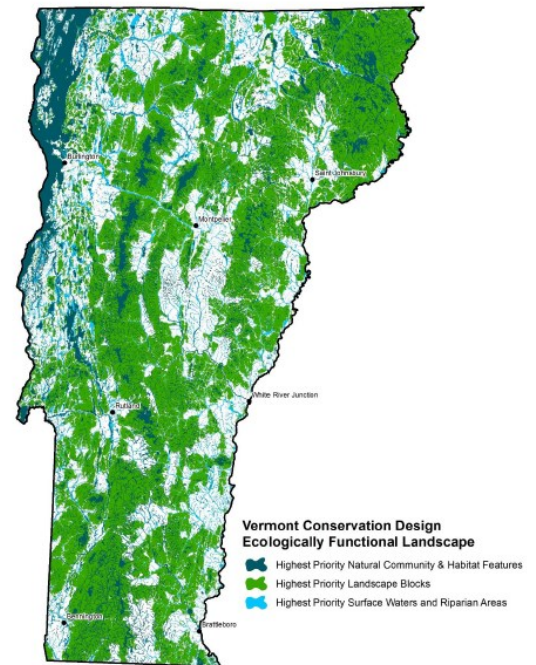 Burlington
Saint Johnsbury
Montpelier
White River Junction
Rutland
Vermont Conservation Design
Ecologically Functional Landscape
Highest Priority Natural Community & Habitat Features
Highest Priority Landscape Blocks
Highest Priority Surface Waters and Riparian Areas
Bennington
Brattleboro